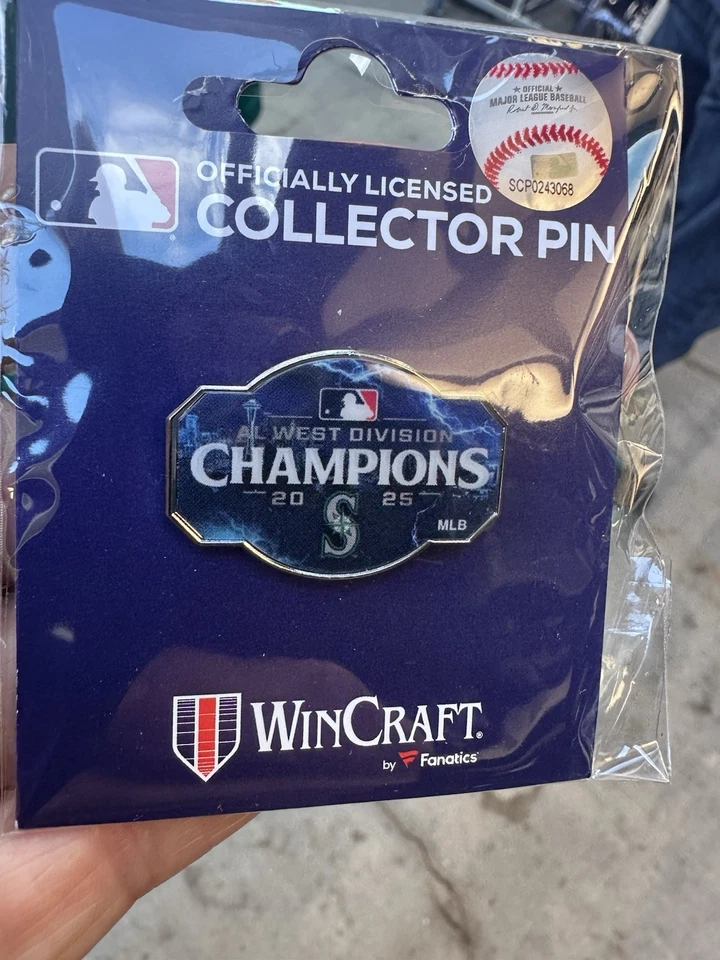 ★ OFFICIAL ★
MAJOR LEAGUE BASEBALL
SCP0243068
OFFICIALLY LICENSED
COLLECTOR PIN
AL WEST DIVISION
CHAMPIONS
20 25
S
MLB
WINCRAFT®
by Fanatics